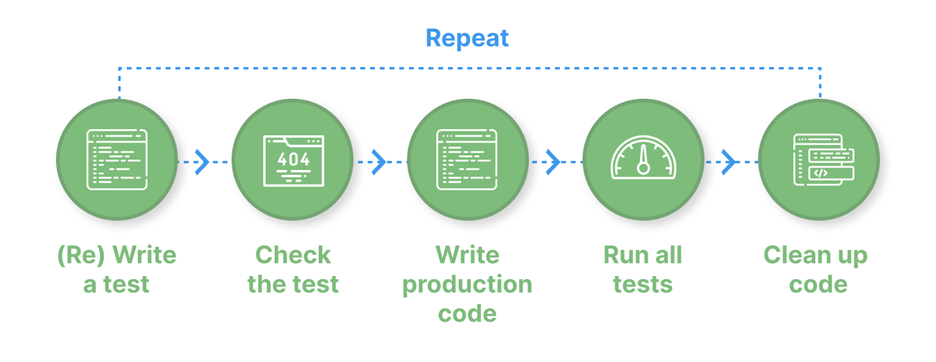 Repeat
404
(Re) Write
a test
Check
the test
Write
production
code
Run all
tests
</>
Clean up
code